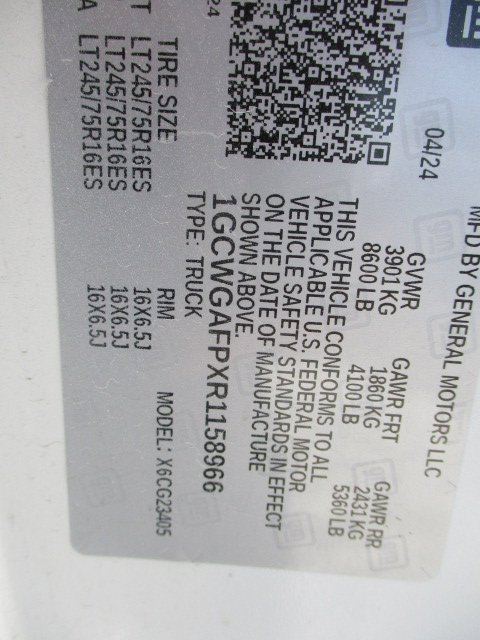 MFD BY GENERAL MOTORS LLC
04/24
GVWR GAWR FRT GAWR RR
3901 KG 1860 KG 2431 KG
8600 LB 4100 LB 5360 LB
THIS VEHICLE CONFORMS TO ALL
APPLICABLE U.S. FEDERAL MOTOR
VEHICLE SAFETY STANDARDS IN EFFECT
ON THE DATE OF MANUFACTURE
SHOWN ABOVE.
1GCWGAFPXR1158966
TYPE: TRUCK
24
MODEL: X6CG23405
TIRE SIZE RIM
T LT245/75R16ES 16X6.5J
LT245/75R16ES 16X6.5J
A LT245/75R16ES 16X6.5J